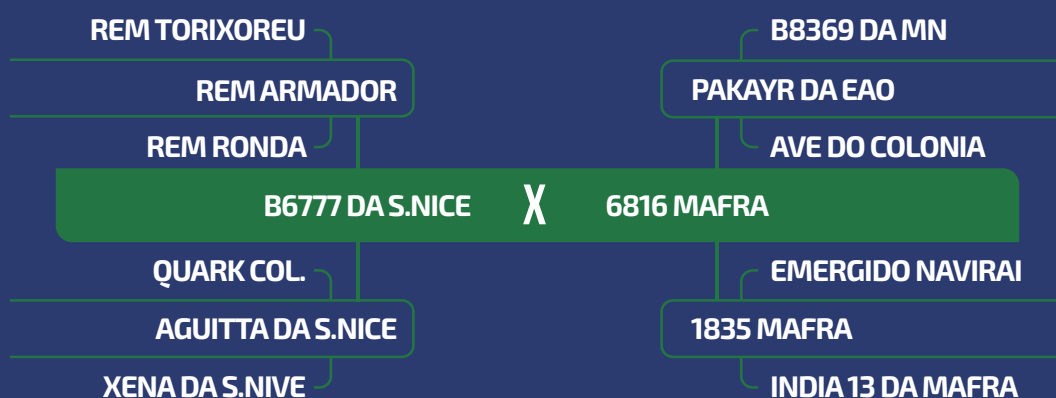 REM TORIXOREU
B8369 DA MN
REM ARMADOR
PAKAYR DA EAO
REM RONDA
AVE DO COLONIA
B6777 DA S.NICE X 6816 MAFRA
QUARK COL.
EMERGIDO NAVIRAI
AGUITTA DA S.NICE
1835 MAFRA
XENA DA S.NIVE
INDIA 13 DA MAFRA